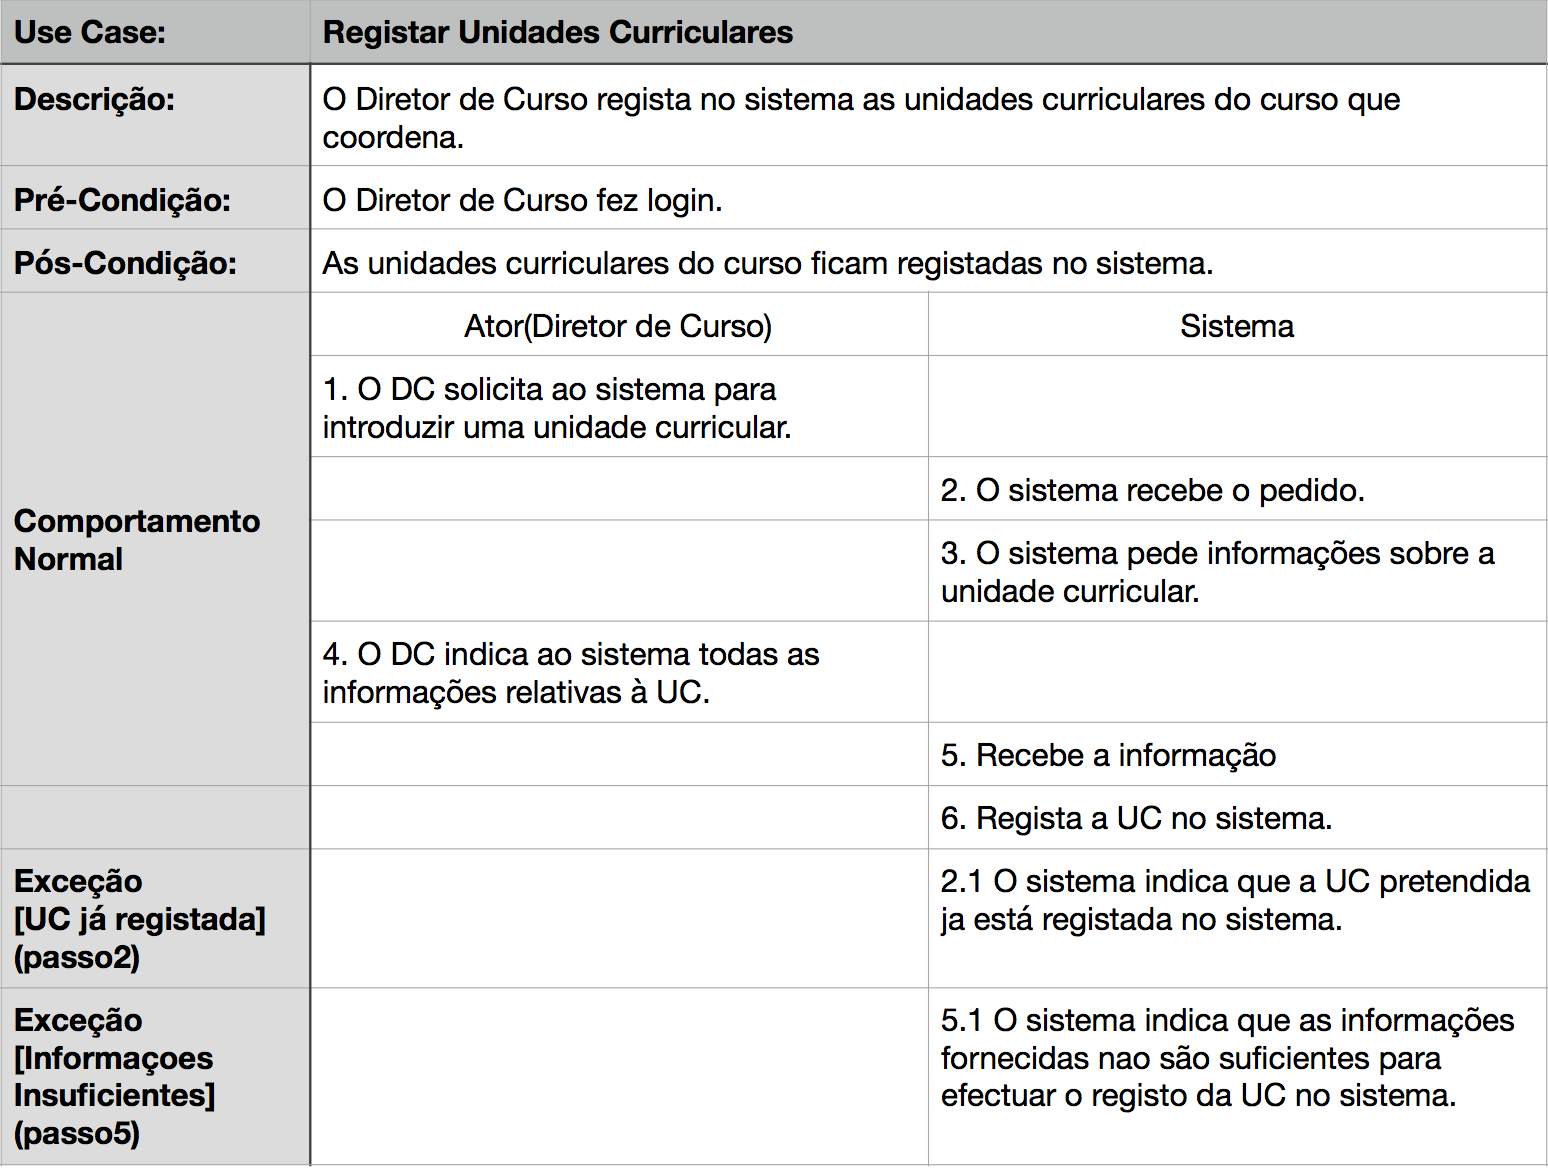 Use Case:
Registar Unidades Curriculares
Descrição:
O Diretor de Curso regista no sistema as unidades curriculares do curso que
coordena.
Pré-Condição:
O Diretor de Curso fez login.
Pós-Condição:
As unidades curriculares do curso ficam registadas no sistema.
Comportamento
Normal
Ator(Diretor de Curso)
Sistema
1. O DC solicita ao sistema para
introduzir uma unidade curricular.
2. O sistema recebe o pedido.
3. O sistema pede informações sobre a
unidade curricular.
4. O DC indica ao sistema todas as
informações relativas à UC.
5. Recebe a informação
6. Regista a UC no sistema.
Exceção
[UC já registada]
(passo2)
2.1 O sistema indica que a UC pretendida
ja está registada no sistema.
Exceção
[Informaçoes
Insuficientes]
(passo5)
5.1 O sistema indica que as informações
fornecidas nao são suficientes para
efectuar o registo da UC no sistema.